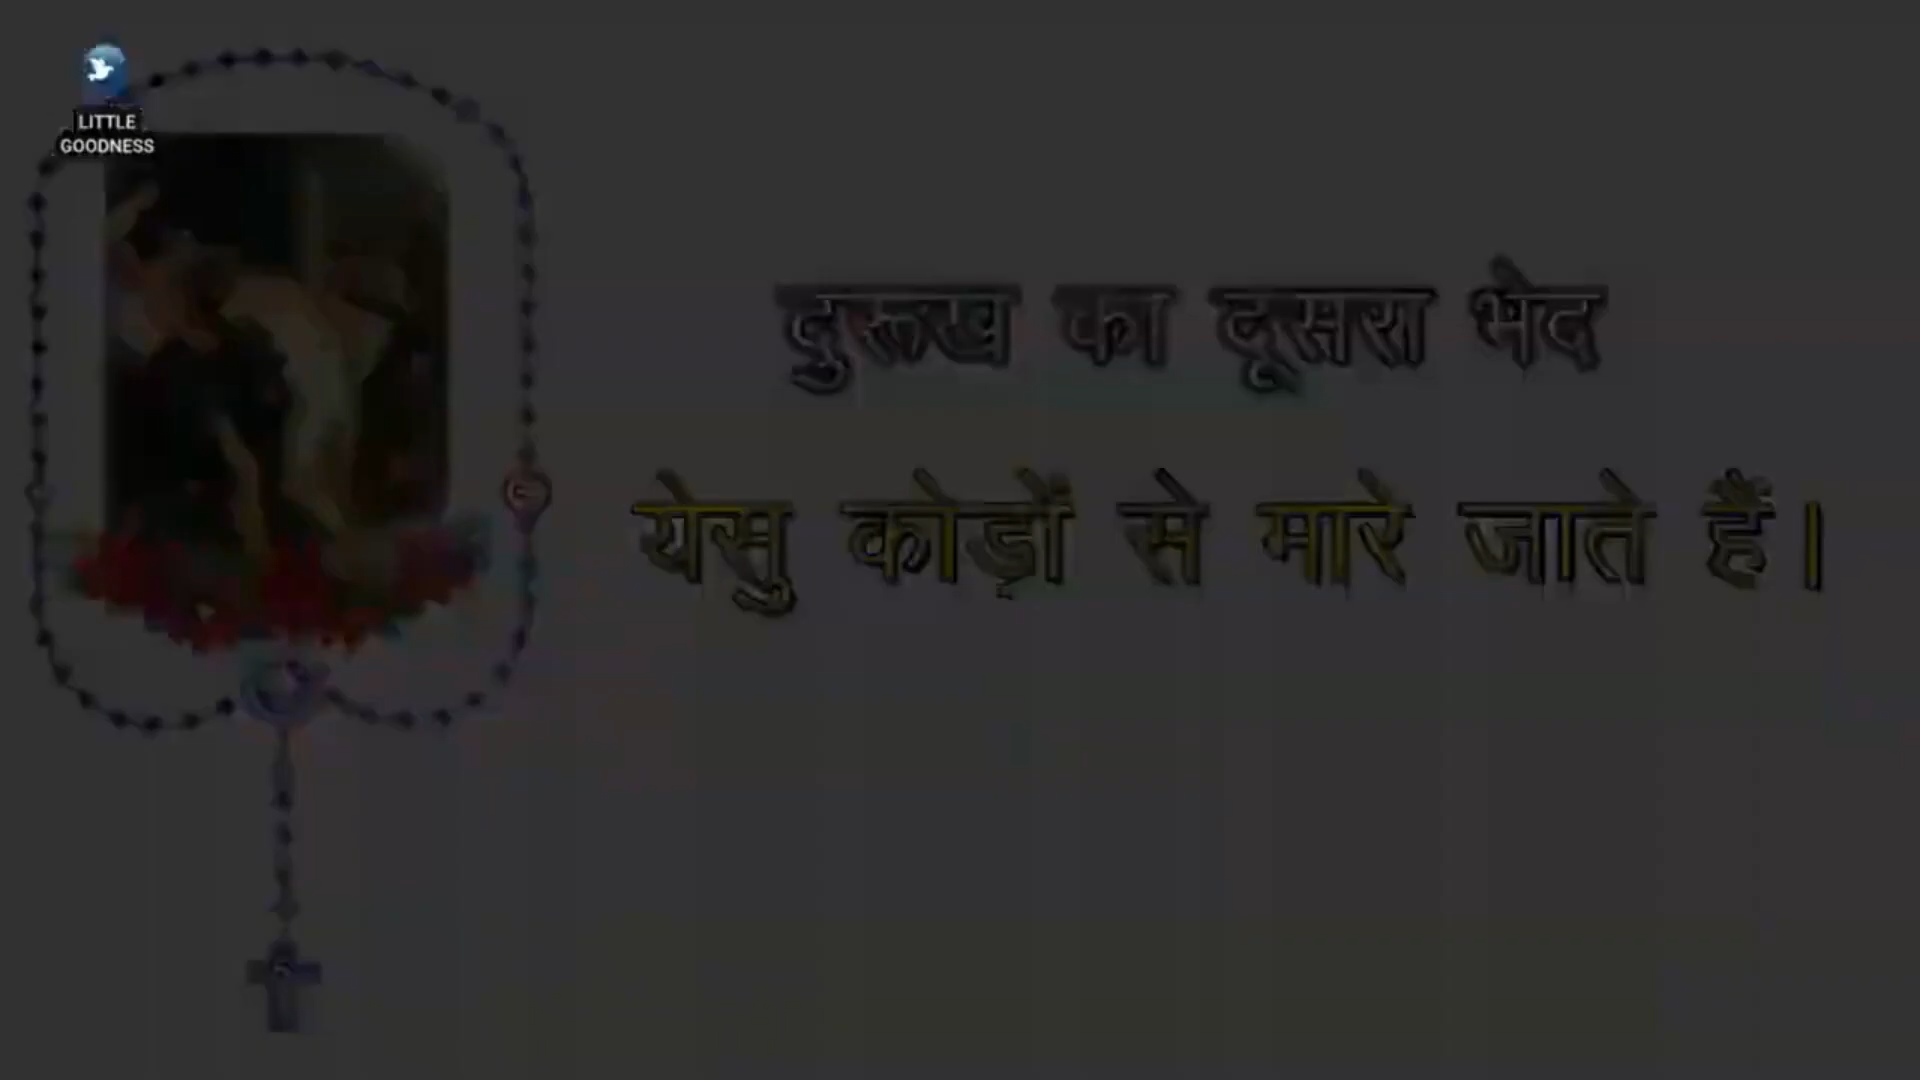 LITTLE
GOODNESS
दुरूख का दूसरा भेद
येसु कोड़ों से मारे जाते हैं।